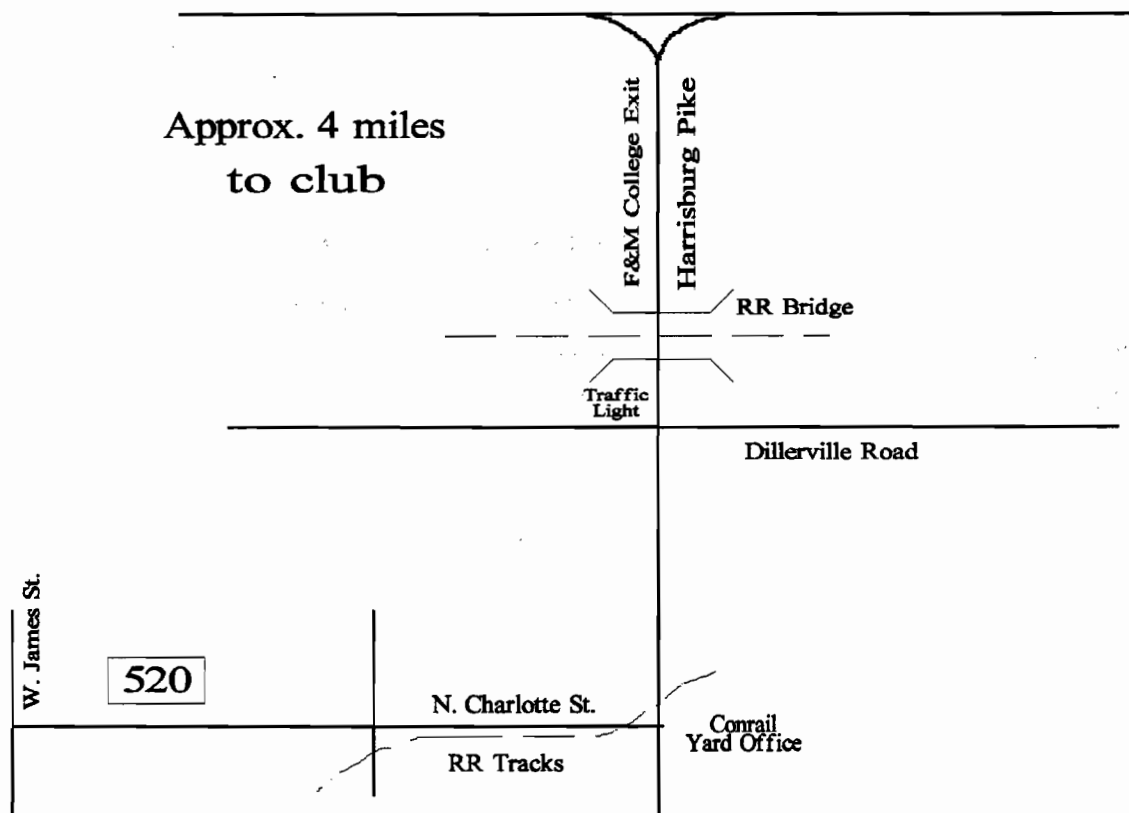 Approx. 4 miles
to club
F&M College Exit
Harrisburg Pike
RR Bridge
Traffic
Light
Dillerville Road
W. James St.
520
N. Charlotte St.
Conrail
Yard Office
RR Tracks